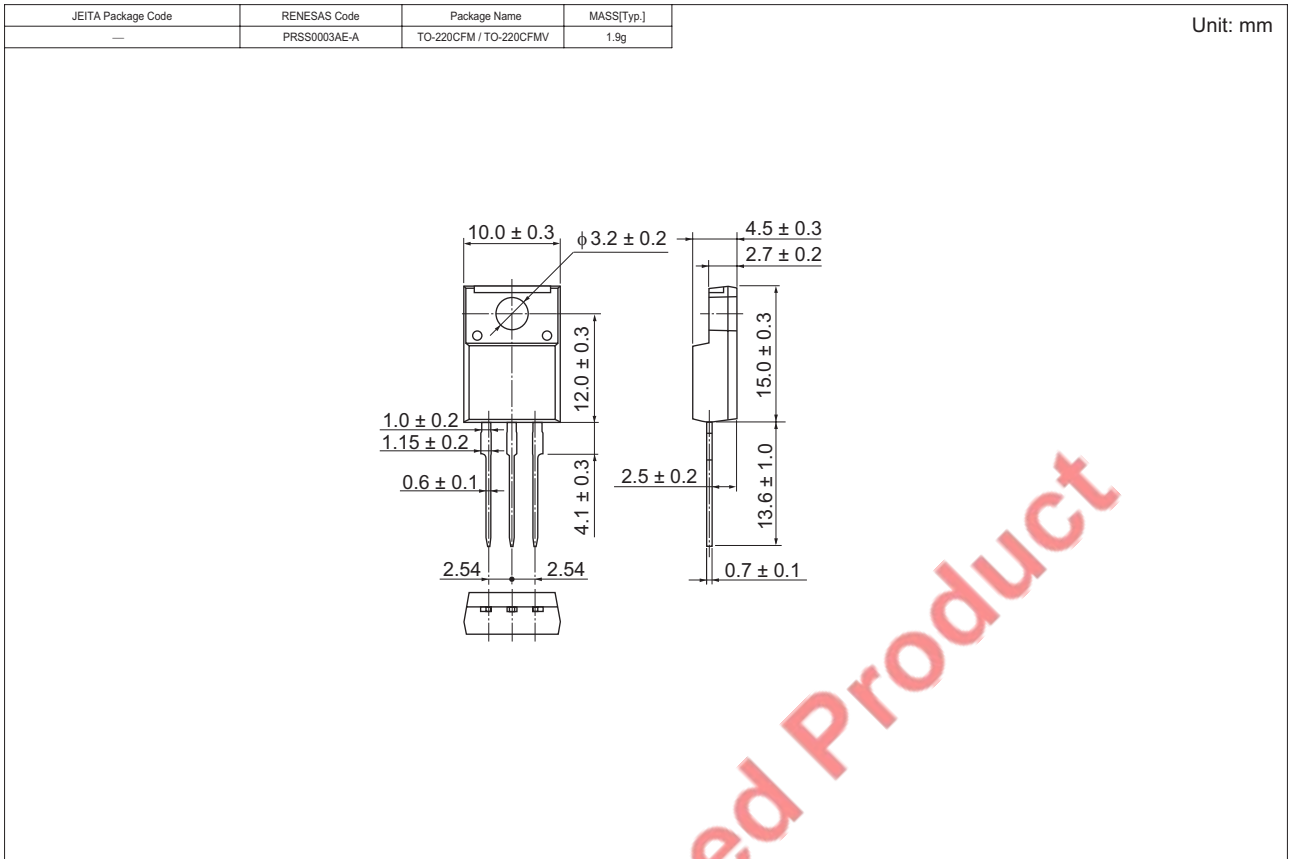 JEITA Package Code RENESAS Code Package Name MASS[Typ.]
— PRSS0003AE-A TO-220CFM / TO-220CFMV 1.9g
Unit: mm
10.0 ± 0.3
ϕ3.2 ± 0.2
4.5 ± 0.3
2.7 ± 0.2
12.0 ± 0.3
15.0 ± 0.3
1.0 ± 0.2
1.15 ± 0.2
0.6 ± 0.1
4.1 ± 0.3
2.5 ± 0.2
13.6 ± 1.0
2.54 2.54
0.7 ± 0.1
ed Product